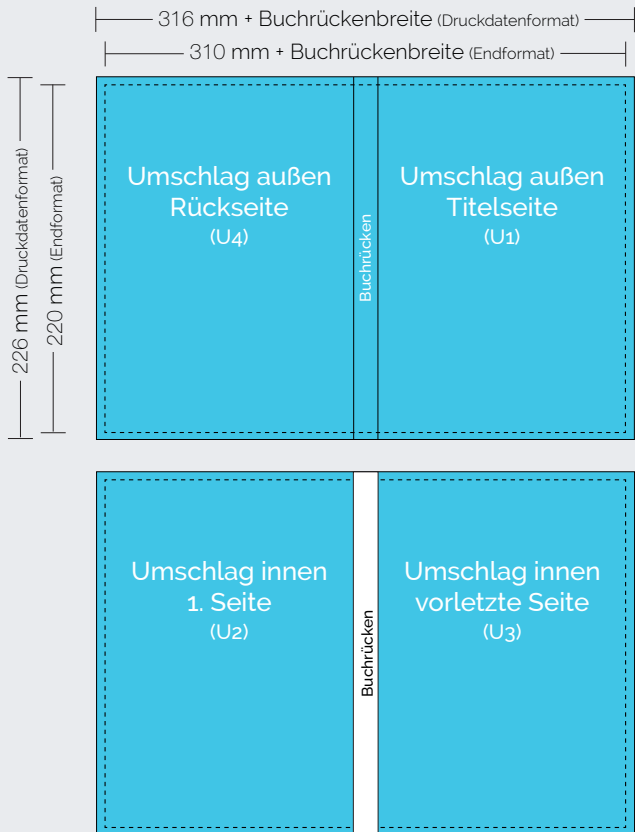 316 mm + Buchrückenbreite (Druckdatenformat)
310 mm + Buchrückenbreite (Endformat)
226 mm (Druckdatenformat)
220 mm (Endformat)
Umschlag außen
Rückseite
(U4)
Buchrücken
Umschlag außen
Titelseite
(U1)
Umschlag innen
1. Seite
(U2)
Buchrücken
Umschlag innen
vorletzte Seite
(U3)